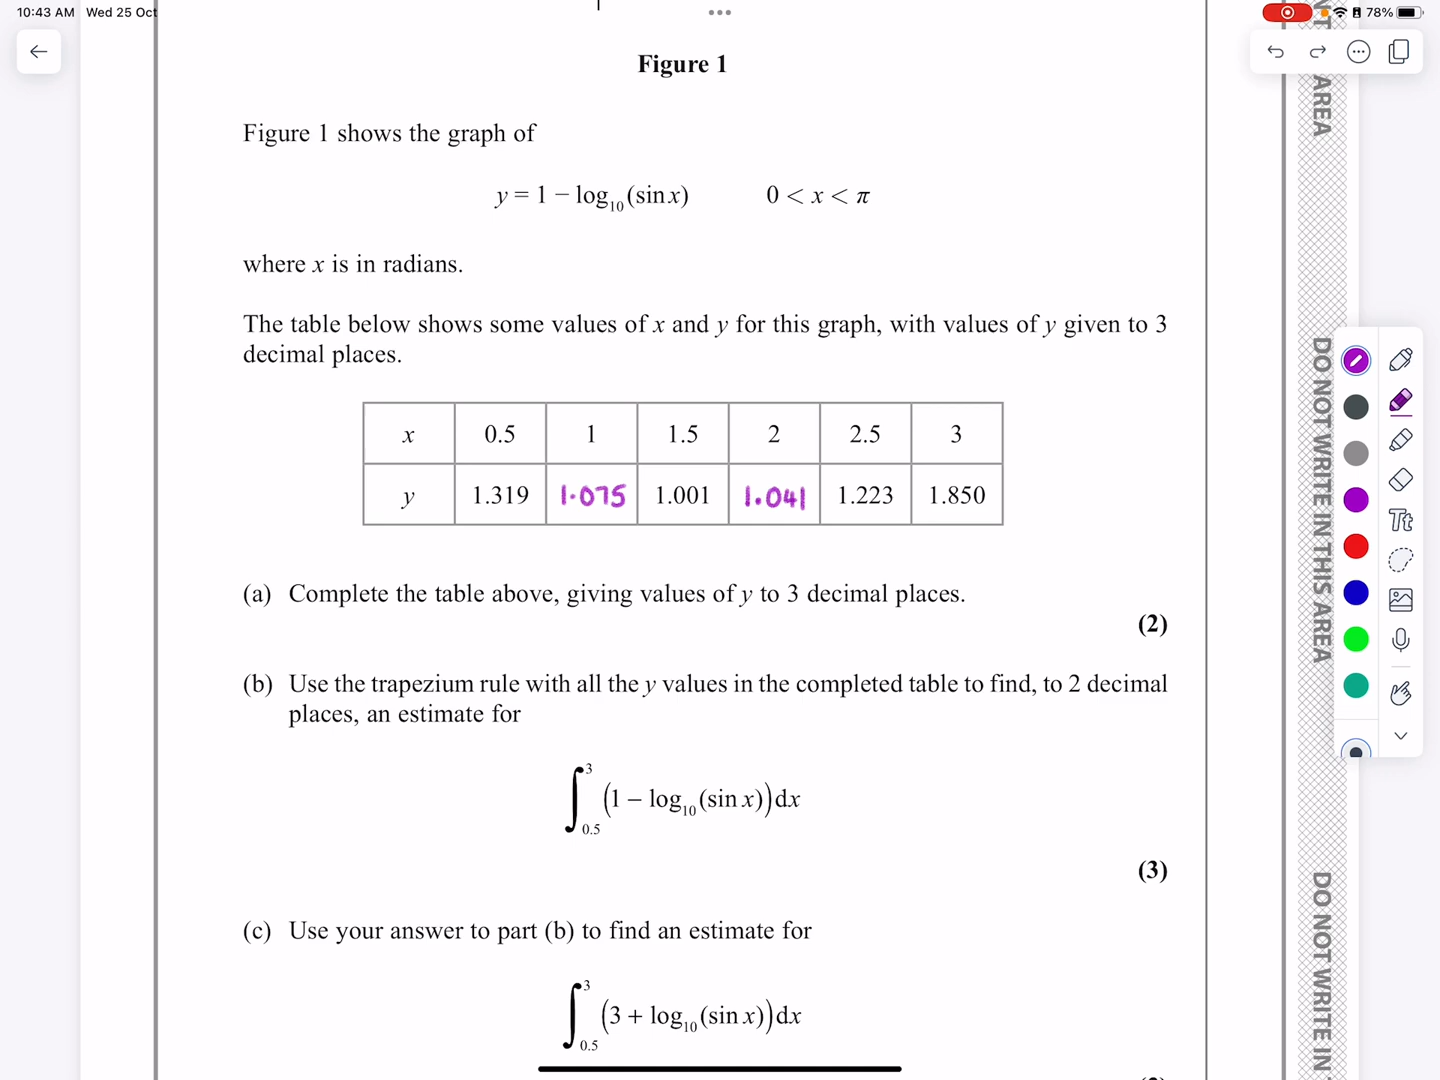 10:43 AM Wed 25 Oct
78%
Figure 1
Figure 1 shows the graph of
y = 1 − log₁₀(sin x) 0 < x < π
where x is in radians.
The table below shows some values of x and y for this graph, with values of y given to 3
decimal places.
x 0.5 1 1.5 2 2.5 3
y 1.319 1.075 1.001 1.041 1.223 1.850
(a) Complete the table above, giving values of y to 3 decimal places.
(2)
(b) Use the trapezium rule with all the y values in the completed table to find, to 2 decimal
places, an estimate for
∫₀.₅³ (1 − log₁₀(sin x)) dx
(3)
(c) Use your answer to part (b) to find an estimate for
∫₀.₅³ (3 + log₁₀(sin x)) dx
AREA
DO NOT WRITE IN THIS AREA
DO NOT WRITE IN
Tt